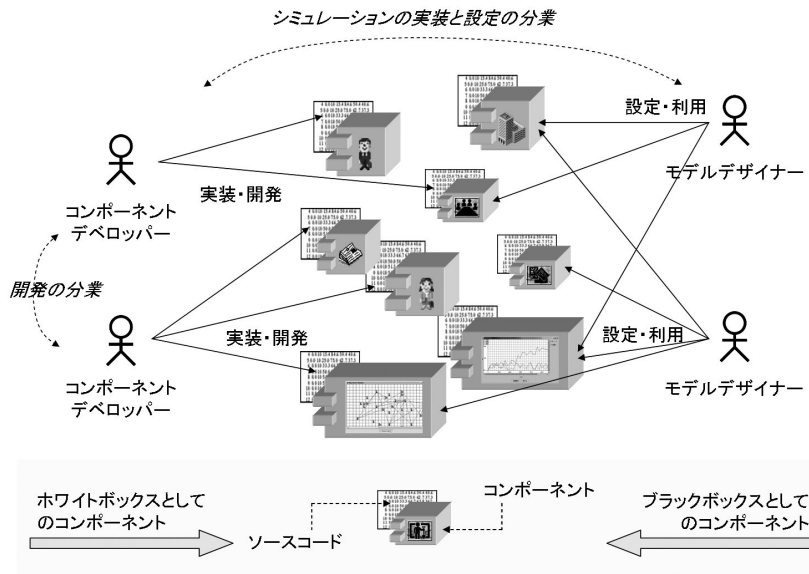 シミュレーションの実装と設定の分業
設定・利用
コンポーネント
デベロッパー
モデルデザイナー
実装・開発
開発の分業
実装・開発
設定・利用
コンポーネント
デベロッパー
モデルデザイナー
ホワイトボックスとして
のコンポーネント
コンポーネント
ソースコード
ブラックボックスとして
のコンポーネント